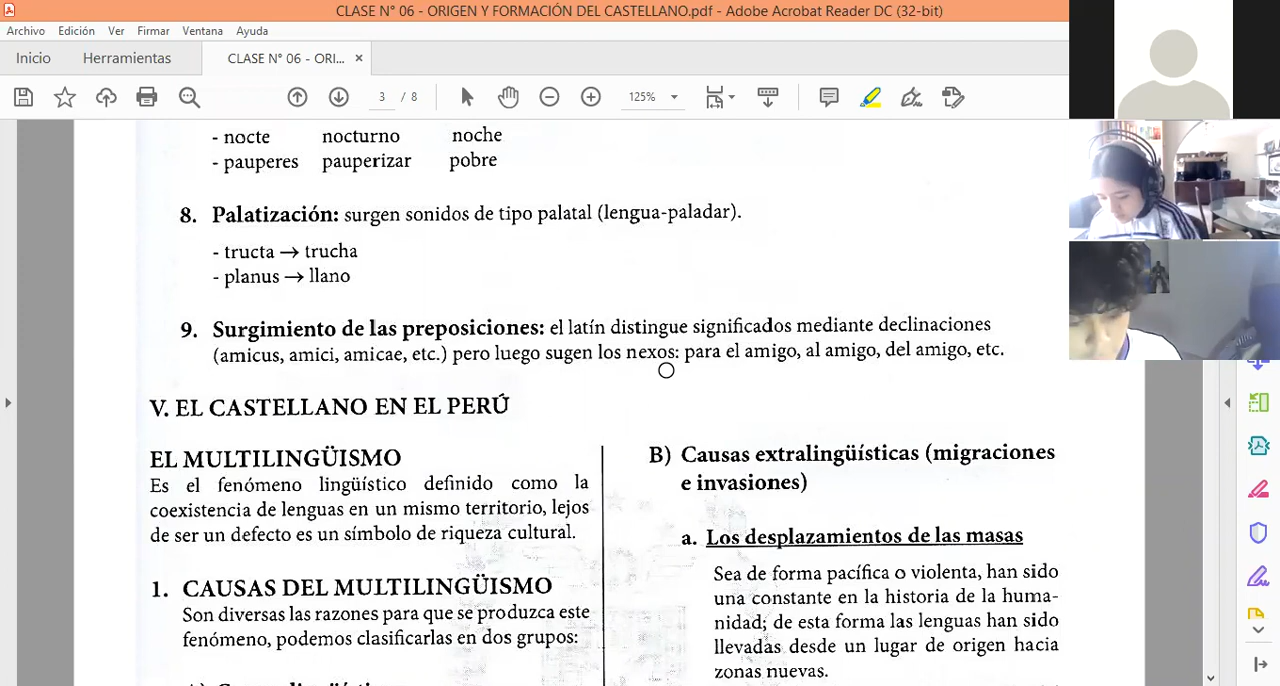 CLASE N° 06 - ORIGEN Y FORMACIÓN DEL CASTELLANO.pdf - Adobe Acrobat Reader DC (32-bit)
Archivo Edición Ver Firmar Ventana Ayuda
Inicio Herramientas CLASE N° 06 - ORI... ×
3 / 8 125%
- nocte nocturno noche
- pauperes pauperizar pobre
8. Palatización: surgen sonidos de tipo palatal (lengua-paladar).
- tructa → trucha
- planus → llano
9. Surgimiento de las preposiciones: el latín distingue significados mediante declinaciones
(amicus, amici, amicae, etc.) pero luego sugen los nexos: para el amigo, al amigo, del amigo, etc.
V. EL CASTELLANO EN EL PERÚ
EL MULTILINGÜISMO
Es el fenómeno lingüístico definido como la
coexistencia de lenguas en un mismo territorio, lejos
de ser un defecto es un símbolo de riqueza cultural.
1. CAUSAS DEL MULTILINGÜISMO
Son diversas las razones para que se produzca este
fenómeno, podemos clasificarlas en dos grupos:
B) Causas extralingüísticas (migraciones
e invasiones)
a. Los desplazamientos de las masas
Sea de forma pacífica o violenta, han sido
una constante en la historia de la huma-
nidad; de esta forma las lenguas han sido
llevadas desde un lugar de origen hacia
zonas nuevas.